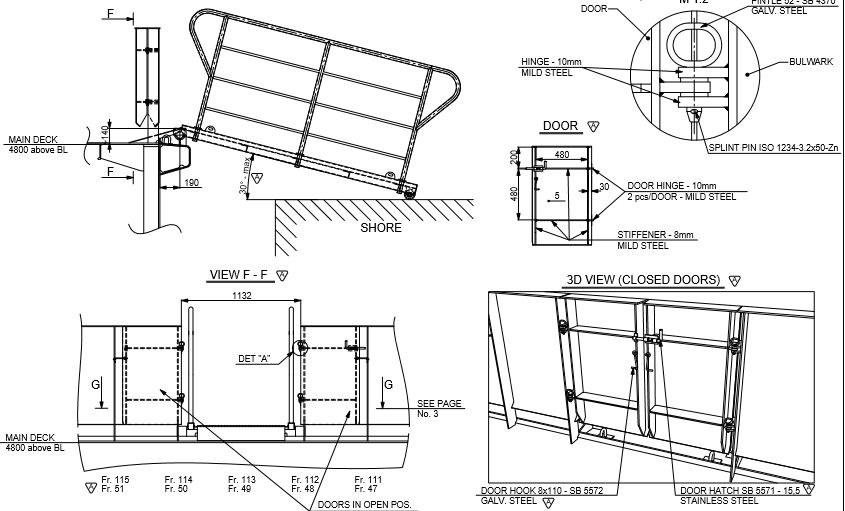 F
140
MAIN DECK
4800 above BL
F
190
30° - max
A
SHORE
M 1:2
DOOR
PINTLE 52 - SB 4370
GALV. STEEL
HINGE - 10mm
MILD STEEL
BULWARK
SPLINT PIN ISO 1234-3.2x50-Zn
DOOR A
200
480
480
30
5
DOOR HINGE - 10mm
2 pcs/DOOR - MILD STEEL
STIFFENER - 8mm
MILD STEEL
VIEW F - F A
1132
DET "A"
G
G
SEE PAGE
No. 3
MAIN DECK
4800 above BL
A
Fr. 115 Fr. 114 Fr. 113 Fr. 112 Fr. 111
Fr. 51 Fr. 50 Fr. 49 Fr. 48 Fr. 47
DOORS IN OPEN POS.
3D VIEW (CLOSED DOORS) A
DOOR HOOK 8x110 - SB 5572
GALV. STEEL A
DOOR HATCH SB 5571 - 15,5 A
STAINLESS STEEL